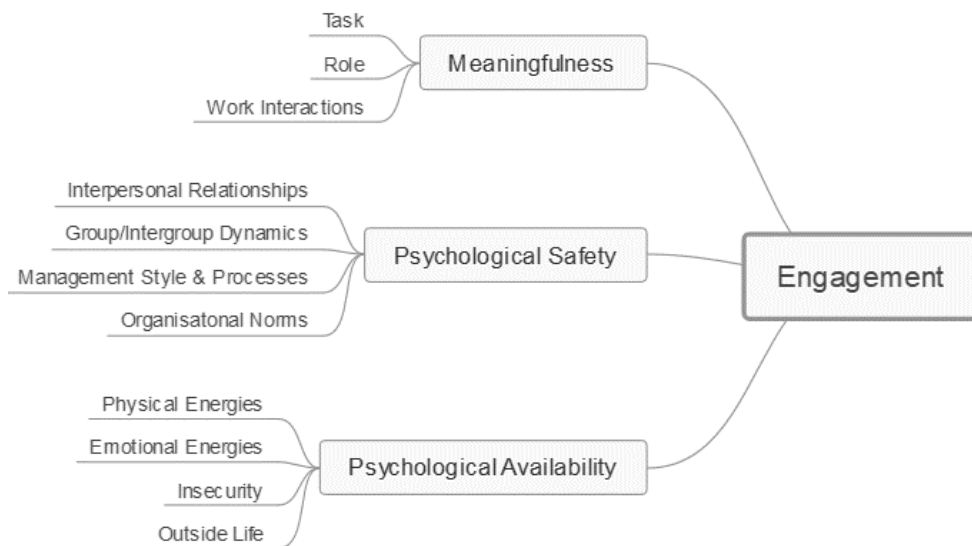 Task
Role
Work Interactions
Meaningfulness
Interpersonal Relationships
Group/Intergroup Dynamics
Management Style & Processes
Organisatonal Norms
Psychological Safety
Physical Energies
Emotional Energies
Insecurity
Outside Life
Psychological Availability
Engagement